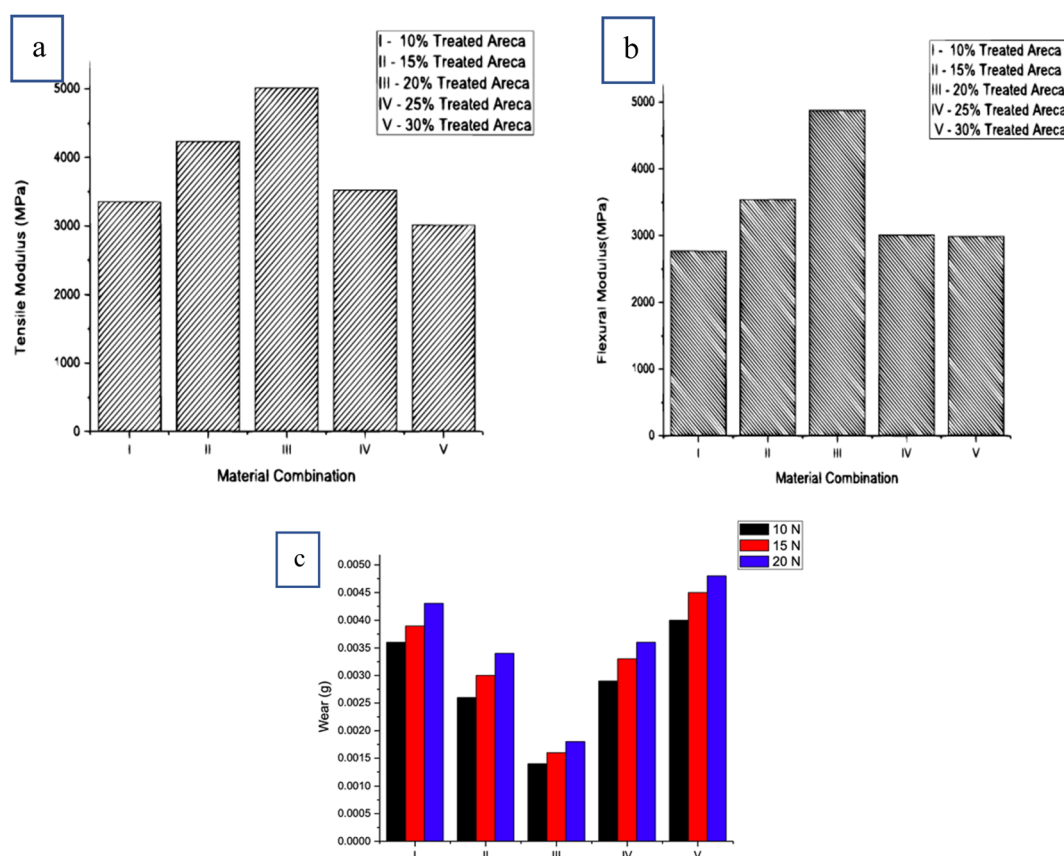 a
I - 10% Treated Areca
II - 15% Treated Areca
III - 20% Treated Areca
IV - 25% Treated Areca
V - 30% Treated Areca
5000
4000
3000
2000
1000
0
Tensile Modulus (MPa)
I II III IV V
Material Combination
b
I - 10% Treated Areca
II - 15% Treated Areca
III - 20% Treated Areca
IV - 25% Treated Areca
V - 30% Treated Areca
5000
4000
3000
2000
1000
0
Flexural Modulus(MPa)
I II III IV V
Material Combination
c
10 N
15 N
20 N
0.0050
0.0045
0.0040
0.0035
0.0030
0.0025
0.0020
0.0015
0.0010
0.0005
0.0000
Wear (g)
I II III IV V